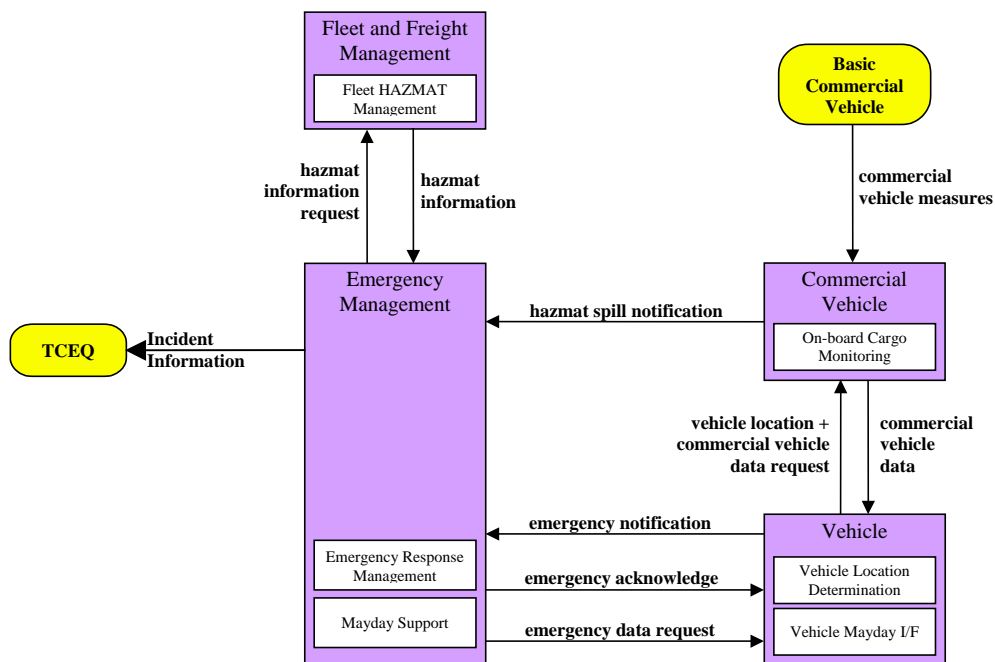 Fleet and Freight
Management
Fleet HAZMAT
Management
Basic
Commercial
Vehicle
hazmat
information
request
hazmat
information
commercial
vehicle measures
Emergency
Management
Commercial
Vehicle
On-board Cargo
Monitoring
hazmat spill notification
TCEQ
Incident
Information
vehicle location +
commercial vehicle
data request
commercial
vehicle
data
emergency notification
Vehicle
Emergency Response
Management
emergency acknowledge
Vehicle Location
Determination
Mayday Support
emergency data request
Vehicle Mayday I/F